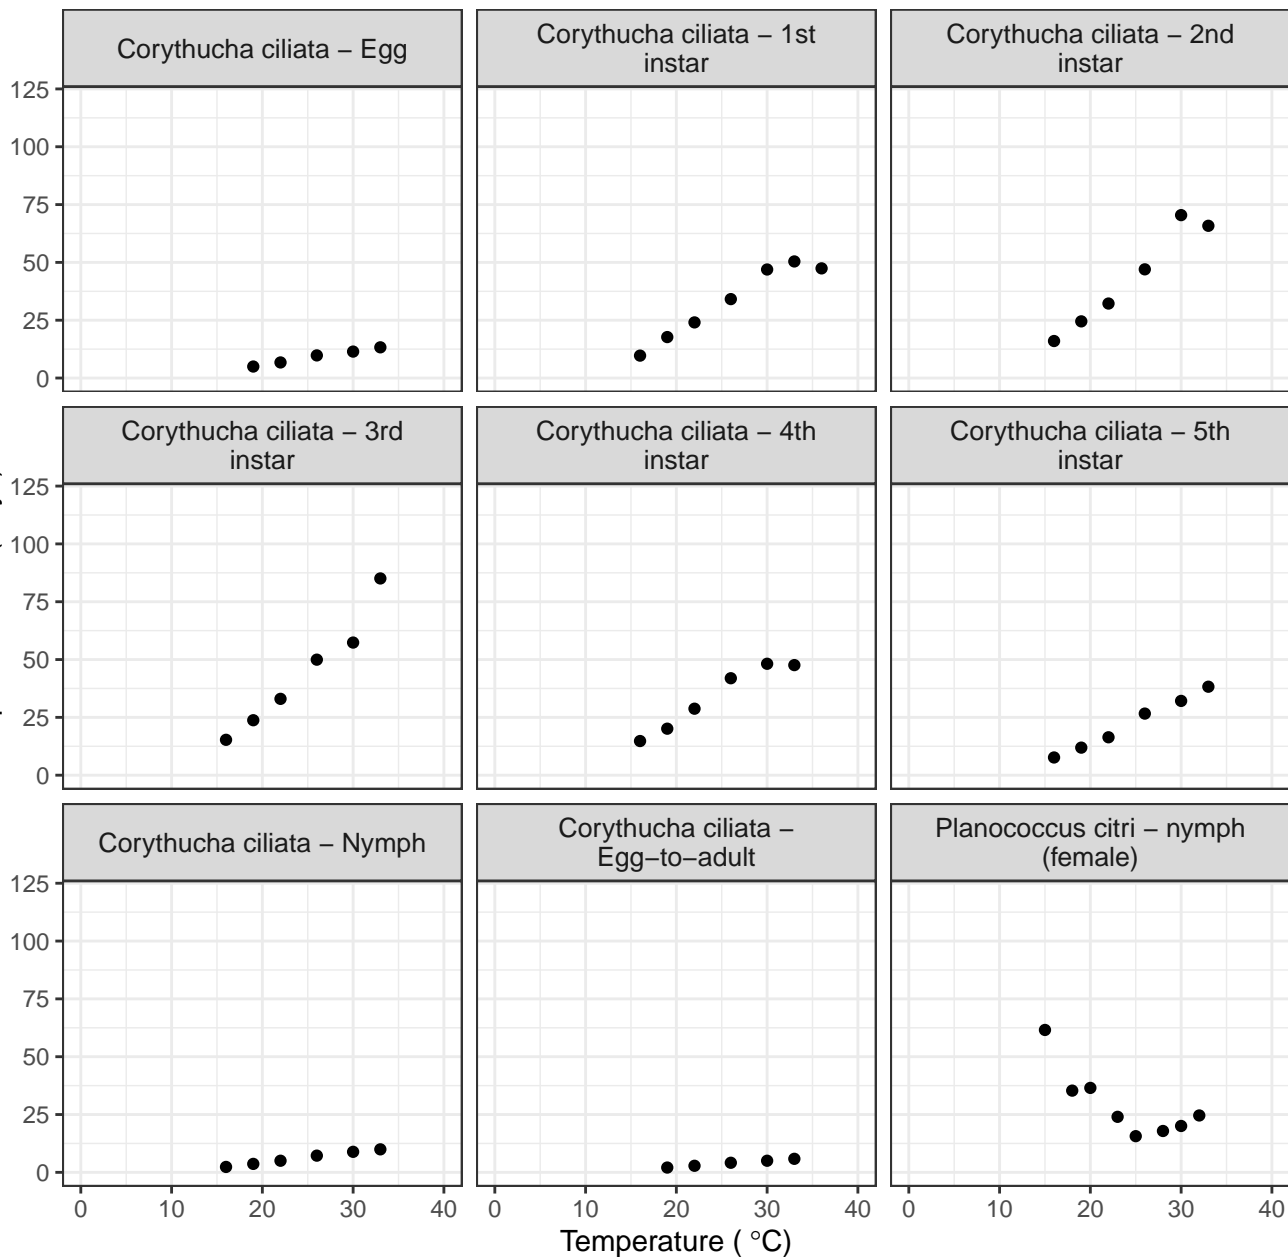 Corythucha ciliata − Egg
Corythucha ciliata − 1st
instar
Corythucha ciliata − 2nd
instar
125
100
75
50
25
0
Corythucha ciliata − 3rd
instar
Corythucha ciliata − 4th
instar
Corythucha ciliata − 5th
instar
125
100
75
50
25
0
Corythucha ciliata − Nymph
Corythucha ciliata −
Egg−to−adult
Planococcus citri − nymph
(female)
125
100
75
50
25
0
0 10 20 30 40 0 10 20 30 40 0 10 20 30 40
Temperature ( °C)